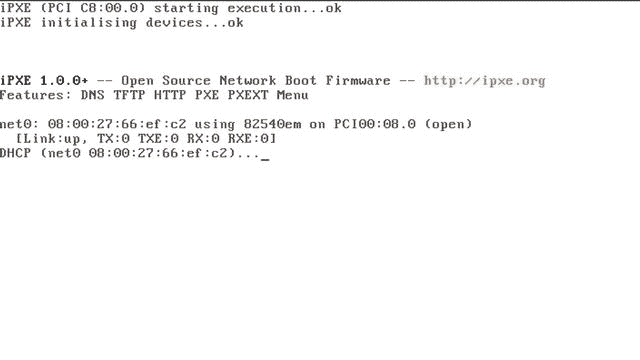 iPXE (PCI C8:00.0) starting execution...ok
iPXE initialising devices...ok
iPXE 1.0.0+ -- Open Source Network Boot Firmware -- http://ipxe.org
Features: DNS TFTP HTTP PXE PXEXT Menu
net0: 08:00:27:66:ef:c2 using 82540em on PCI00:08.0 (open)
[Link:up, TX:0 TXE:0 RX:0 RXE:0]
DHCP (net0 08:00:27:66:ef:c2)..._